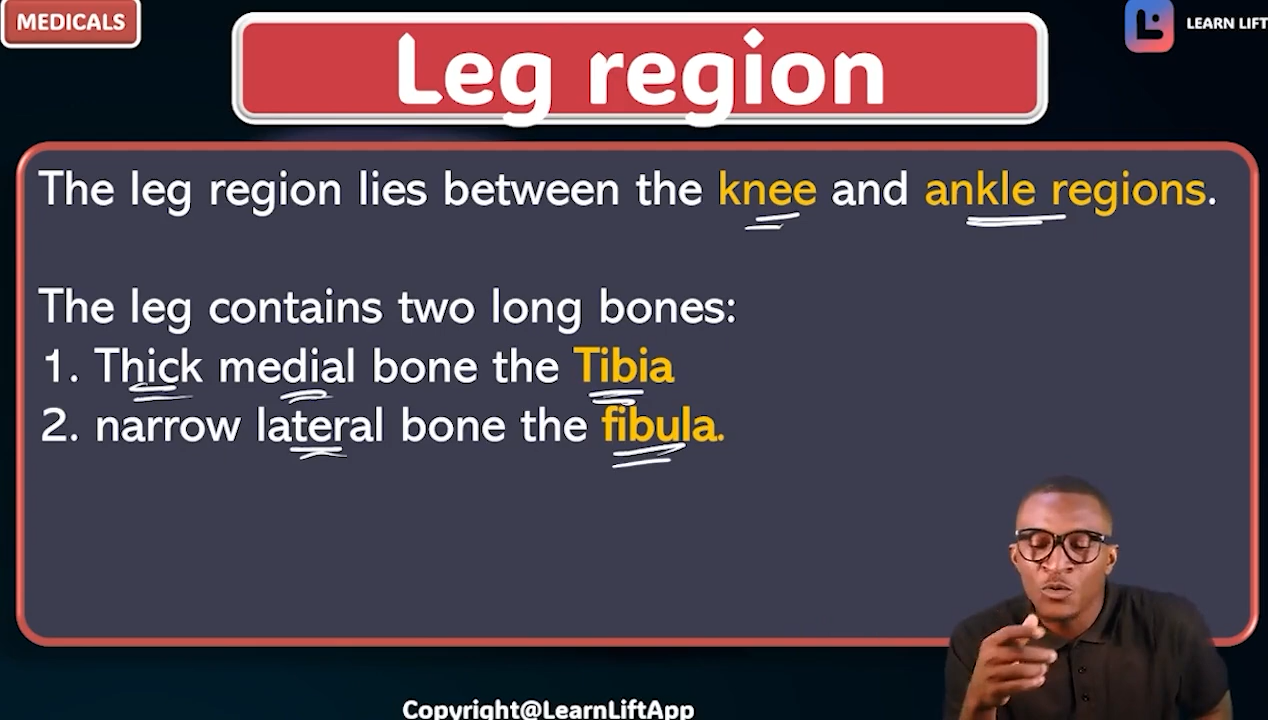 MEDICALS
LEARN LIFT
Leg region
The leg region lies between the knee and ankle regions.
The leg contains two long bones:
1. Thick medial bone the Tibia
2. narrow lateral bone the fibula.
Copyright@LearnLiftApp